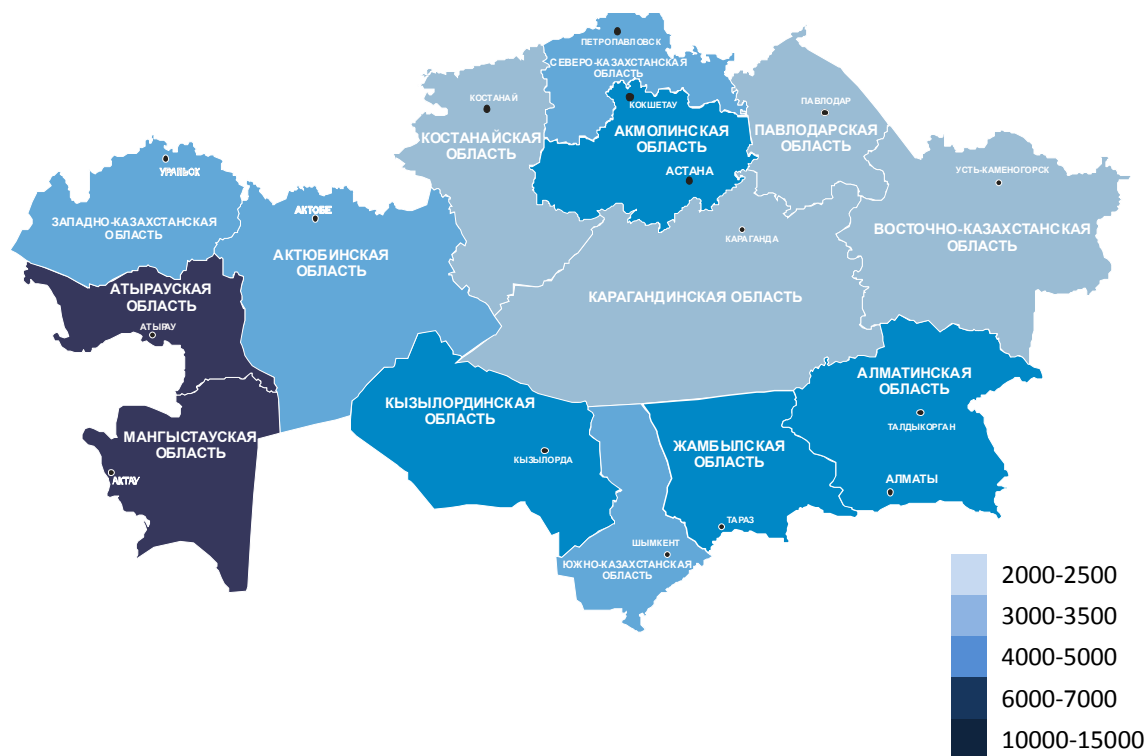 ПЕТРОПАВЛОВСК
СЕВЕРО-КАЗАХСТАНСКАЯ
ОБЛАСТЬ
КОСТАНАЙ
КОКШЕТАУ
ПАВЛОДАР
КОСТАНАЙСКАЯ
ОБЛАСТЬ
АКМОЛИНСКАЯ
ОБЛАСТЬ
ПАВЛОДАРСКАЯ
ОБЛАСТЬ
АСТАНА
УРАЛЬСК
УСТЬ-КАМЕНОГОРСК
ЗАПАДНО-КАЗАХСТАНСКАЯ
ОБЛАСТЬ
АКТОБЕ
АКТЮБИНСКАЯ
ОБЛАСТЬ
КАРАГАНДА
ВОСТОЧНО-КАЗАХСТАНСКАЯ
ОБЛАСТЬ
АТЫРАУСКАЯ
ОБЛАСТЬ
АТЫРАУ
КАРАГАНДИНСКАЯ ОБЛАСТЬ
АЛМАТИНСКАЯ
ОБЛАСТЬ
ТАЛДЫКОРГАН
КЫЗЫЛОРДИНСКАЯ
ОБЛАСТЬ
КЫЗЫЛОРДА
МАНГЫСТАУСКАЯ
ОБЛАСТЬ
АКТАУ
ЖАМБЫЛСКАЯ
ОБЛАСТЬ
АЛМАТЫ
ТАРАЗ
ШЫМКЕНТ
ЮЖНО-КАЗАХСТАНСКАЯ
ОБЛАСТЬ
2000-2500
3000-3500
4000-5000
6000-7000
10000-15000